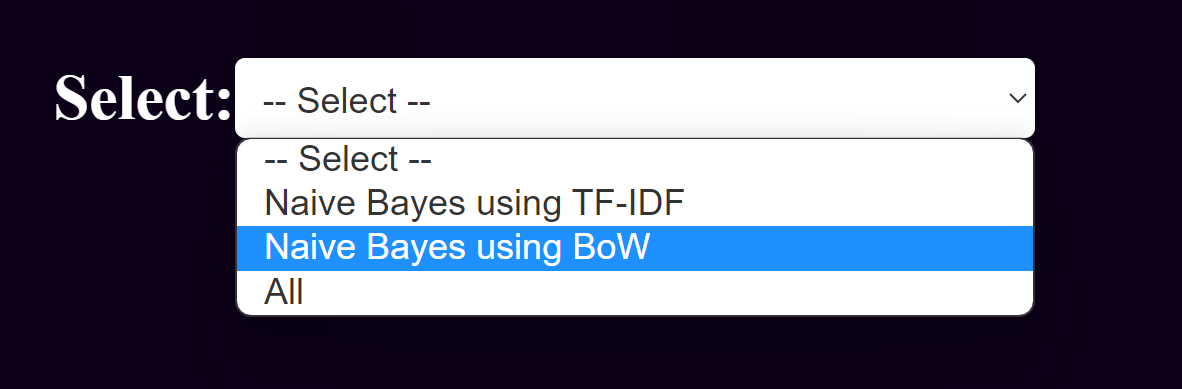 Select: -- Select --
-- Select --
Naive Bayes using TF-IDF
Naive Bayes using BoW
All